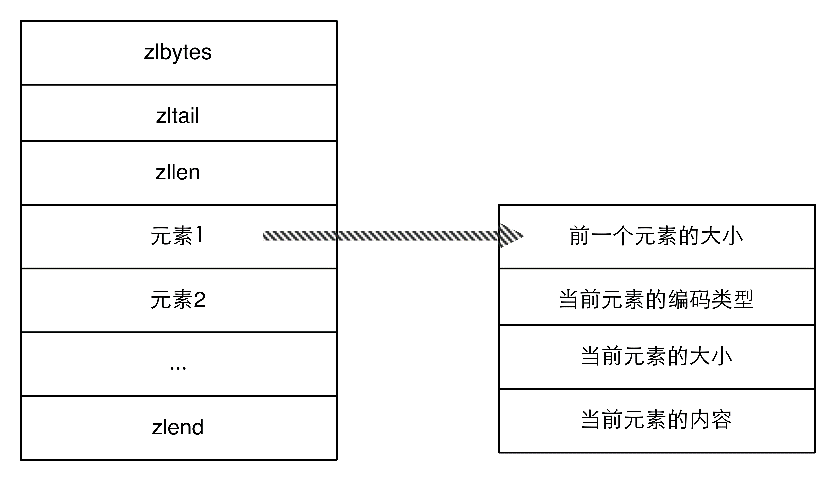 zlbytes
zltail
zllen
元素1
元素2
...
zlend
前一个元素的大小
当前元素的编码类型
当前元素的大小
当前元素的内容